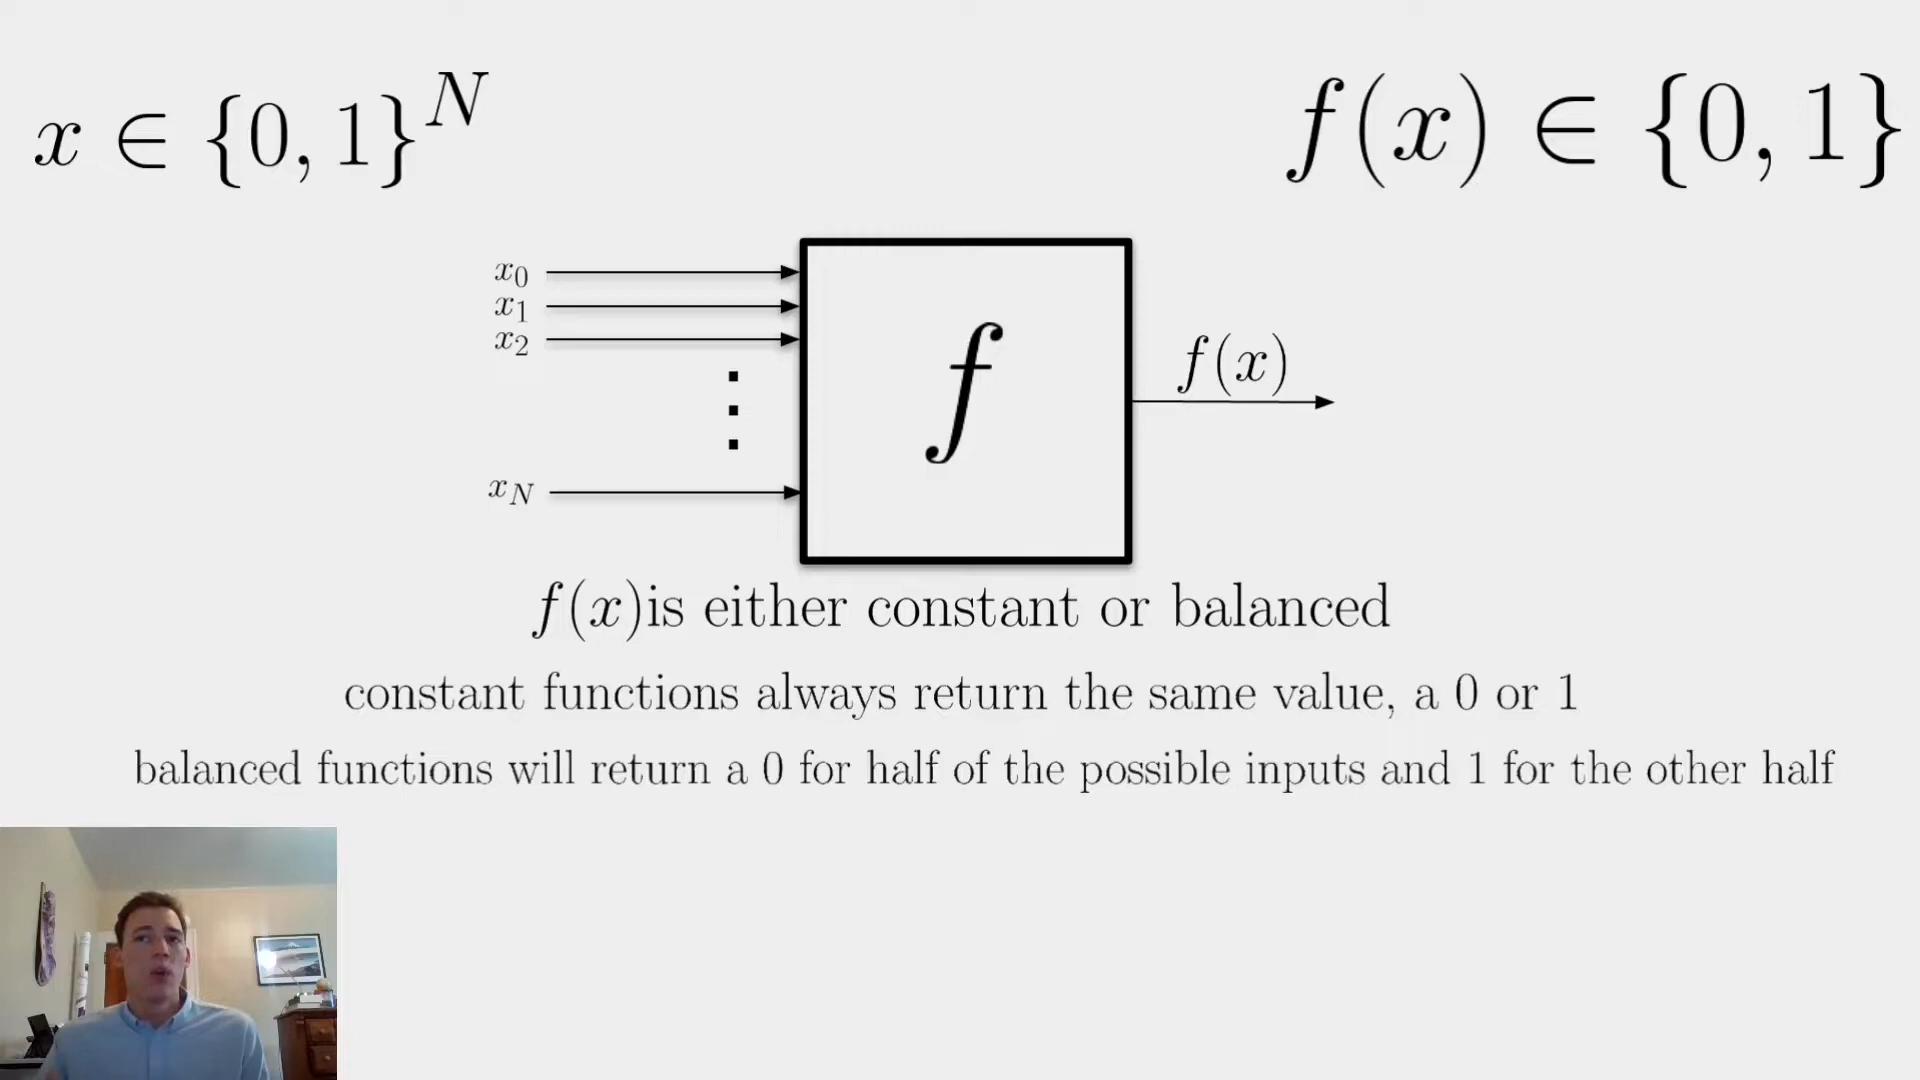 x ∈ {0, 1}^N
f(x) ∈ {0, 1}
x_0
x_1
x_2
⋮
x_N
f
f(x)
f(x)is either constant or balanced
constant functions always return the same value, a 0 or 1
balanced functions will return a 0 for half of the possible inputs and 1 for the other half